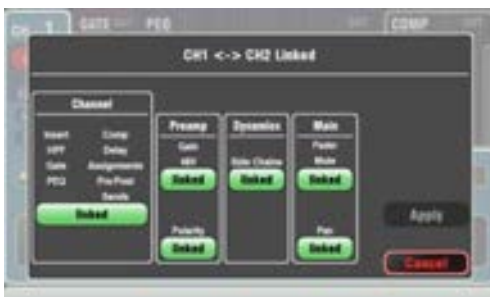 CH 1 GATE PEQ COMP
CH1 <-> CH2 Linked
Channel
Insert Comp
HPF Delay
Gate Assignments
PEQ Pre/Post
Sends
linked
Preamp
Gain
48V
linked
Polarity
linked
Dynamics
Side Chains
linked
Main
Fader
Mute
linked
Pan
linked
Apply
Cancel